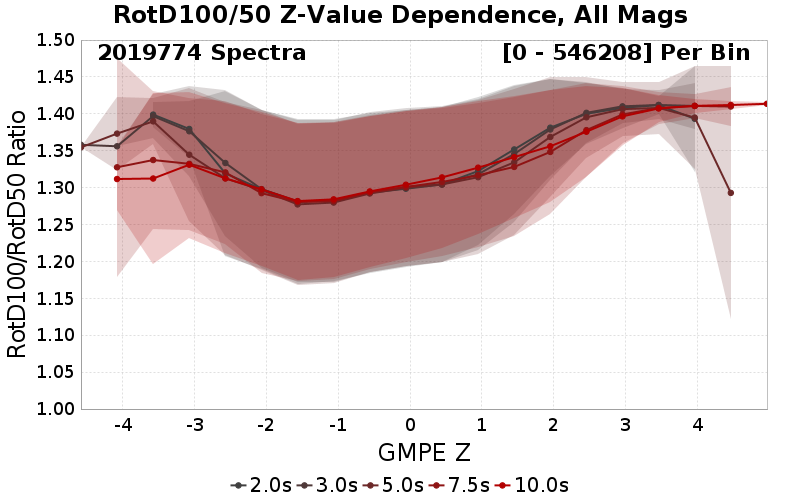 RotD100/50 Z-Value Dependence, All Mags
2019774 Spectra
[0 - 546208] Per Bin
RotD100/RotD50 Ratio
1.50
1.45
1.40
1.35
1.30
1.25
1.20
1.15
1.10
1.05
1.00
-4 -3 -2 -1 0 1 2 3 4
GMPE Z
2.0s 3.0s 5.0s 7.5s 10.0s